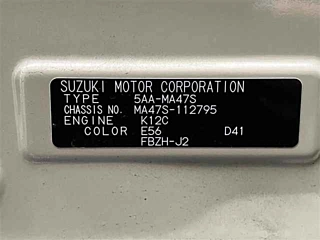 SUZUKI MOTOR CORPORATION
TYPE 5AA-MA47S
CHASSIS NO. MA47S-112795
ENGINE K12C
COLOR E56 D41
FBZH-J2